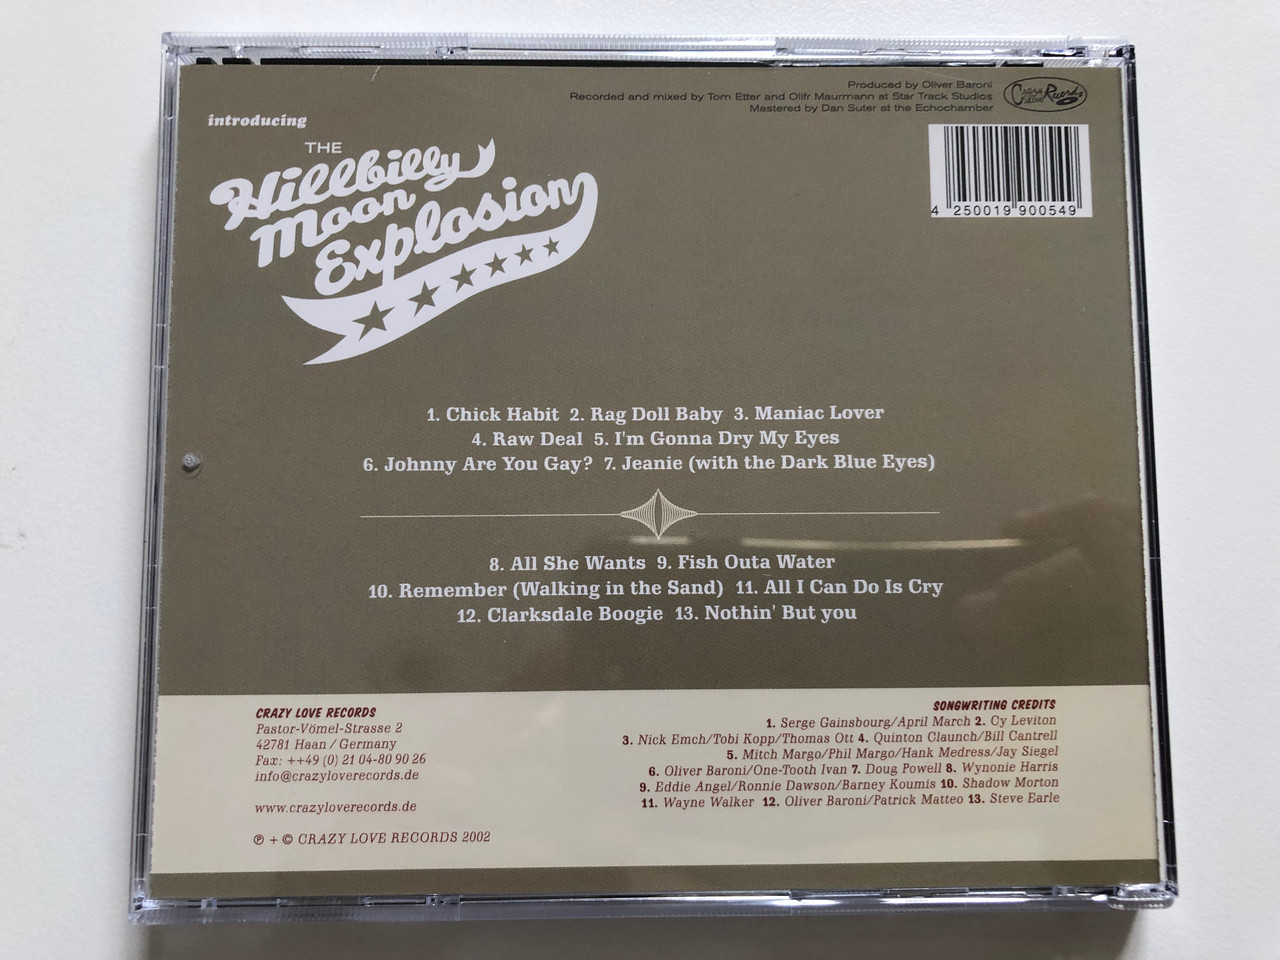 Produced by Oliver Baroni
Recorded and mixed by Tom Etter and Olifr Maurmann at Star Track Studios
Mastered by Dan Suter at the Echochamber
Crazy Love Records
introducing
THE
Hillbilly
Moon
Explosion
4 250019 900549
1. Chick Habit 2. Rag Doll Baby 3. Maniac Lover
4. Raw Deal 5. I'm Gonna Dry My Eyes
6. Johnny Are You Gay? 7. Jeanie (with the Dark Blue Eyes)
8. All She Wants 9. Fish Outa Water
10. Remember (Walking in the Sand) 11. All I Can Do Is Cry
12. Clarksdale Boogie 13. Nothin' But you
CRAZY LOVE RECORDS
Pastor-Vömel-Strasse 2
42781 Haan / Germany
Fax: ++49 (0) 21 04-80 90 26
info@crazyloverecords.de
www.crazyloverecords.de
℗ + © CRAZY LOVE RECORDS 2002
SONGWRITING CREDITS
1. Serge Gainsbourg/April March 2. Cy Leviton
3. Nick Emch/Tobi Kopp/Thomas Ott 4. Quinton Claunch/Bill Cantrell
5. Mitch Margo/Phil Margo/Hank Medress/Jay Siegel
6. Oliver Baroni/One-Tooth Ivan 7. Doug Powell 8. Wynonie Harris
9. Eddie Angel/Ronnie Dawson/Barney Koumis 10. Shadow Morton
11. Wayne Walker 12. Oliver Baroni/Patrick Matteo 13. Steve Earle